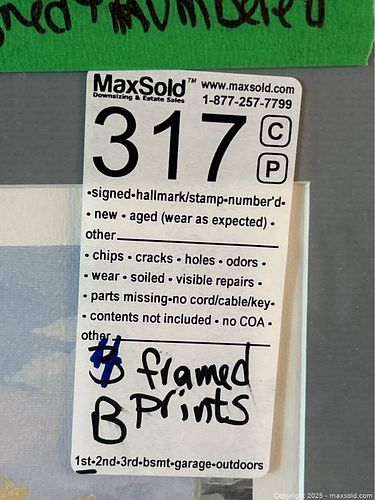 MaxSold™ www.maxsold.com
Downsizing & Estate Sales
1-877-257-7799
317 C
P
•signed•hallmark/stamp•number'd•
• new • aged (wear as expected) •
other
• chips • cracks • holes • odors •
• wear • soiled • visible repairs •
• parts missing•no cord/cable/key•
• contents not included • no COA •
other
4 framed
B prints
1st•2nd•3rd•bsmt•garage•outdoors
Copyright 2025 - maxsold.com